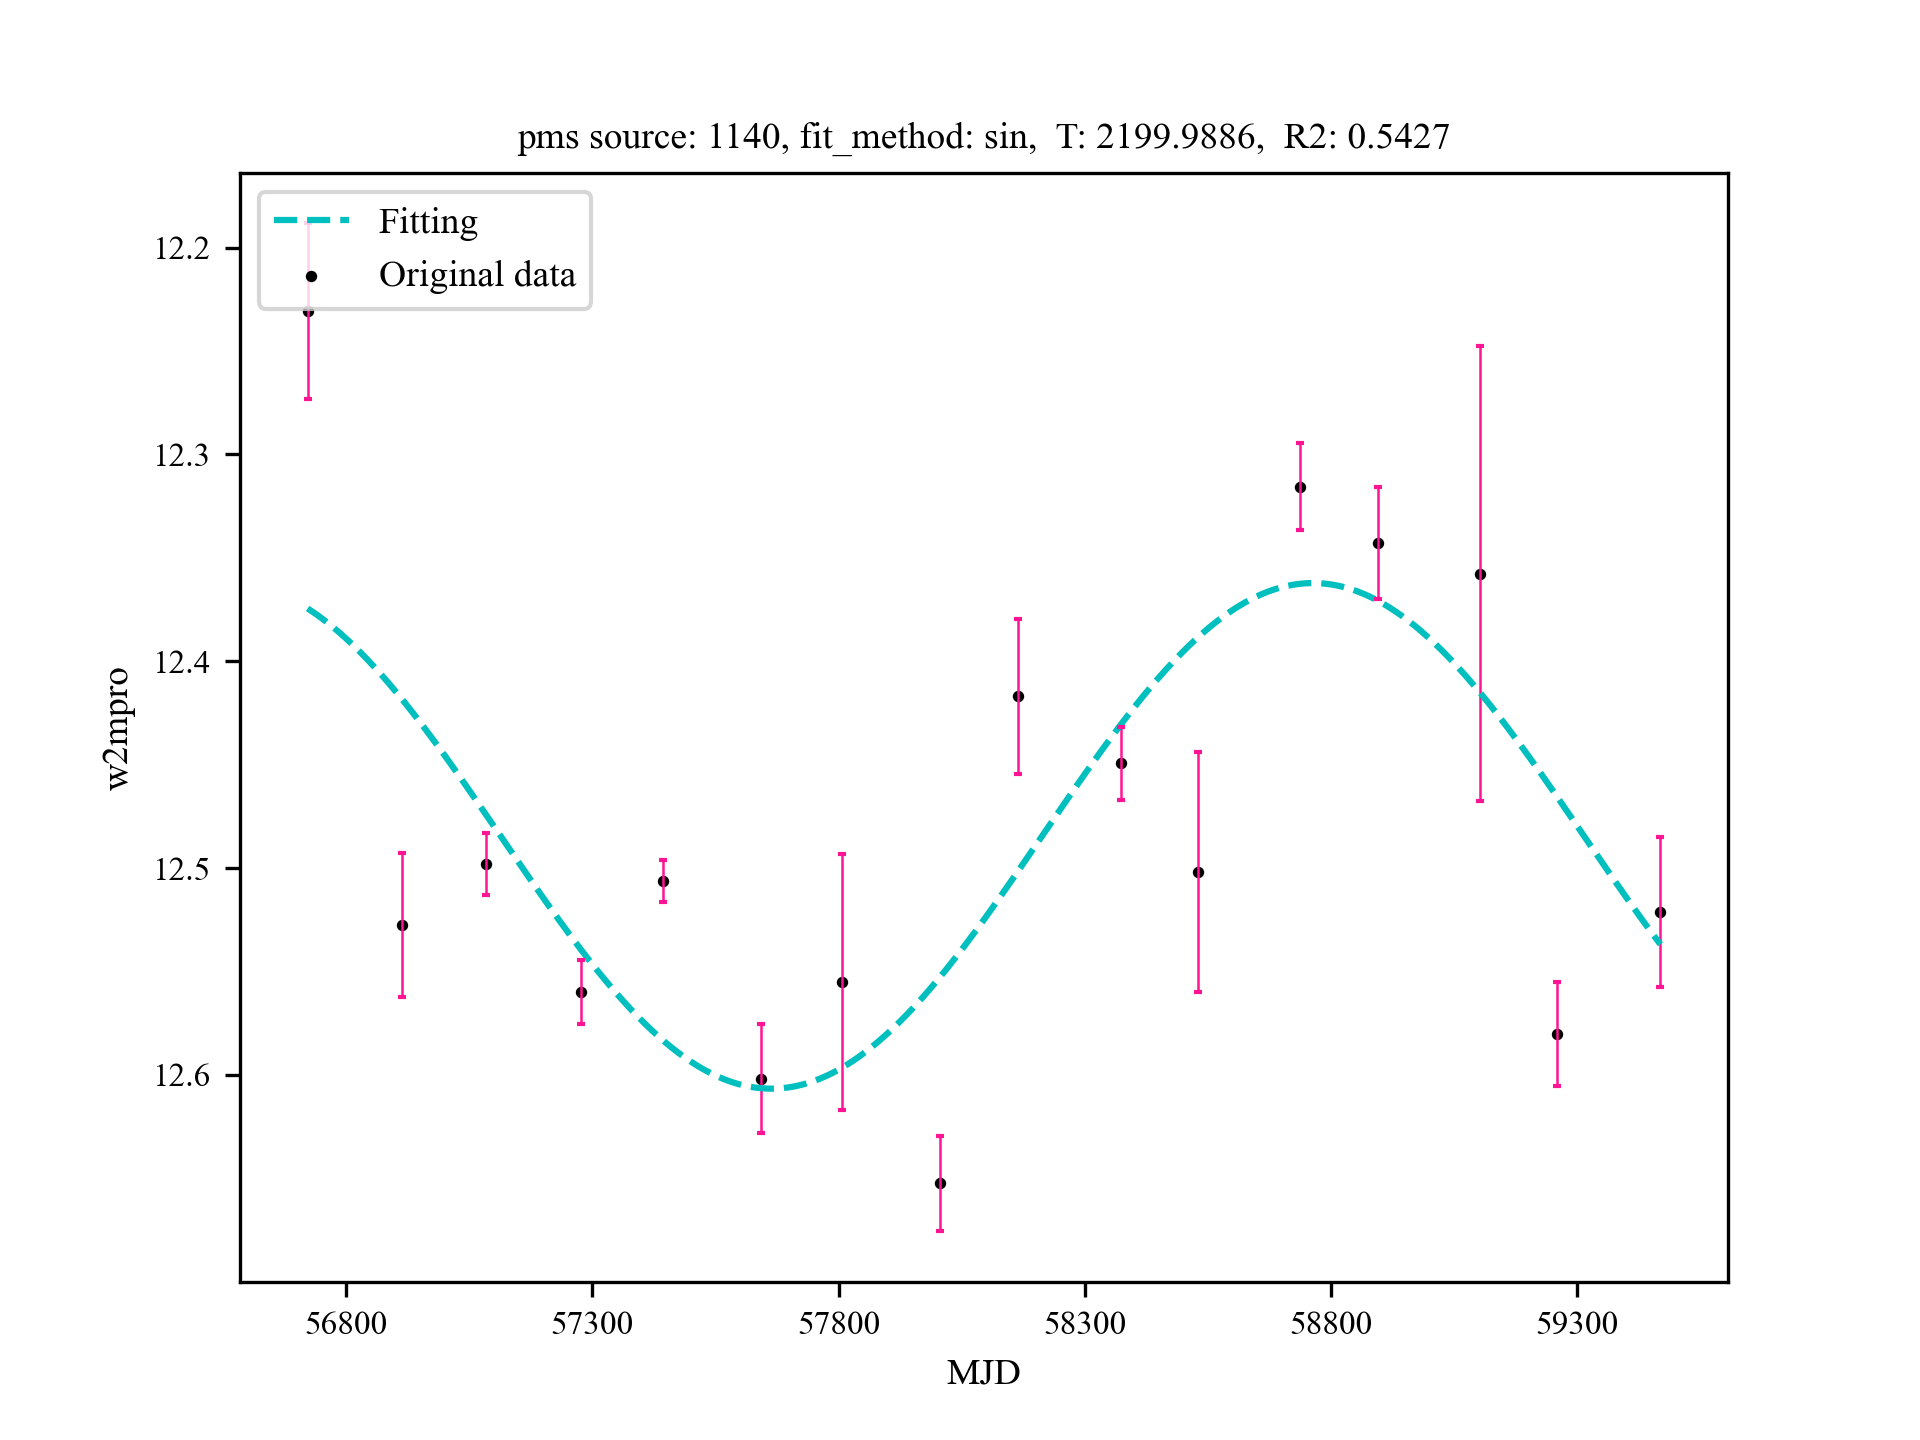 pms source: 1140, fit_method: sin,  T: 2199.9886,  R2: 0.5427
Fitting
Original data
12.2
12.3
12.4
12.5
12.6
w2mpro
56800 57300 57800 58300 58800 59300
MJD